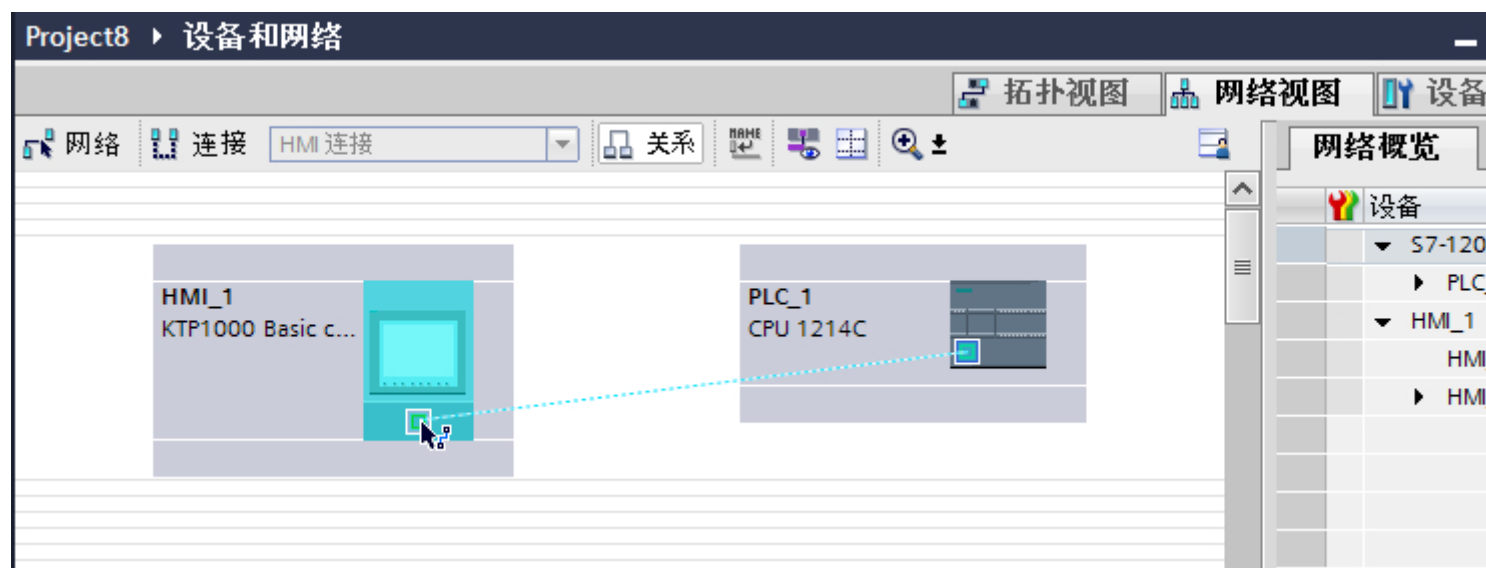 Project8 ▸ 设备和网络
拓扑视图 网络视图 设备
网络 连接 HMI 连接 关系 NAME
网络概览
设备
HMI_1
KTP1000 Basic c...
PLC_1
CPU 1214C
S7-120
PLC_
HMI_1
HMI
HMI